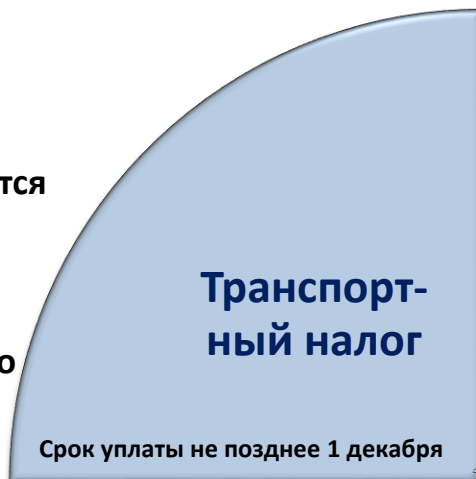 тся
Транспорт-
ный налог
о
Срок уплаты не позднее 1 декабря